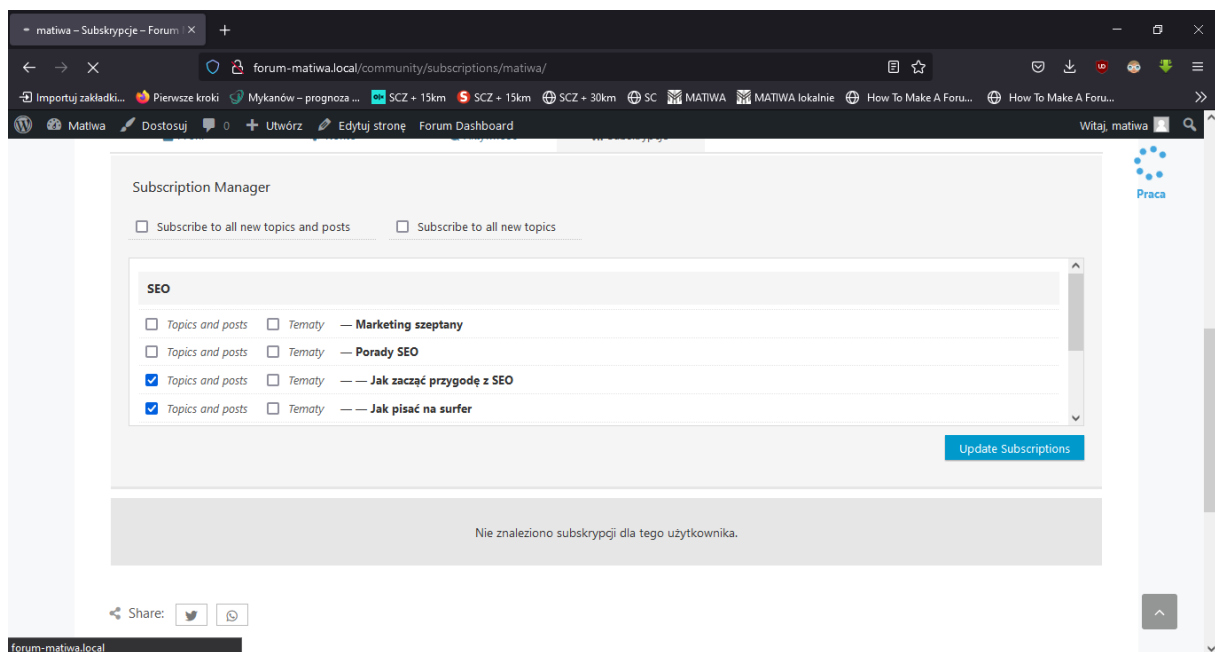 matiwa – Subskrypcje – Forum
forum-matiwa.local/community/subscriptions/matiwa/
Importuj zakładki... Pierwsze kroki Mykanów – prognoza ... SCZ + 15km SCZ + 15km SCZ + 30km SC MATIWA MATIWA lokalnie How To Make A Foru... How To Make A Foru...
Matiwa Dostosuj 0 Utwórz Edytuj stronę Forum Dashboard Witaj, matiwa
Praca
Subscription Manager
Subscribe to all new topics and posts Subscribe to all new topics
SEO
Topics and posts Tematy — Marketing szeptany
Topics and posts Tematy — Porady SEO
Topics and posts Tematy — — Jak zacząć przygodę z SEO
Topics and posts Tematy — — Jak pisać na surfer
Update Subscriptions
Nie znaleziono subskrypcji dla tego użytkownika.
Share:
forum-matiwa.local